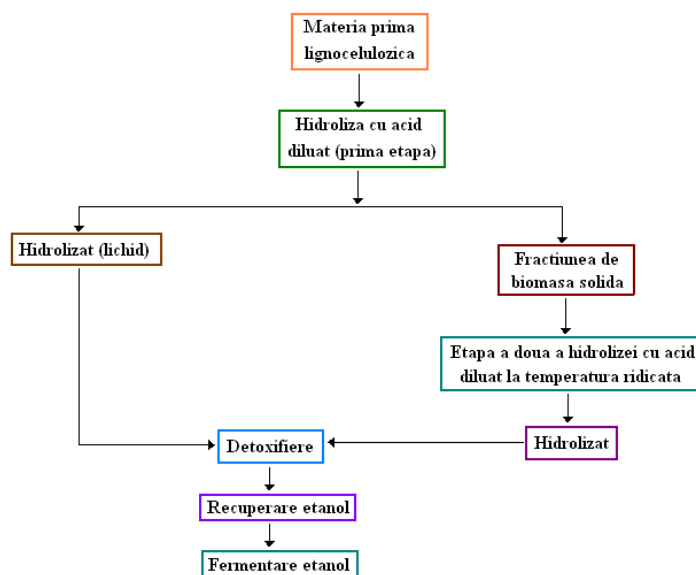 Materia prima
lignocelulozica
Hidroliza cu acid
diluat (prima etapa)
Hidrolizat (lichid)
Fractiunea de
biomasa solida
Etapa a doua a hidrolizei cu acid
diluat la temperatura ridicata
Hidrolizat
Detoxifiere
Recuperare etanol
Fermentare etanol